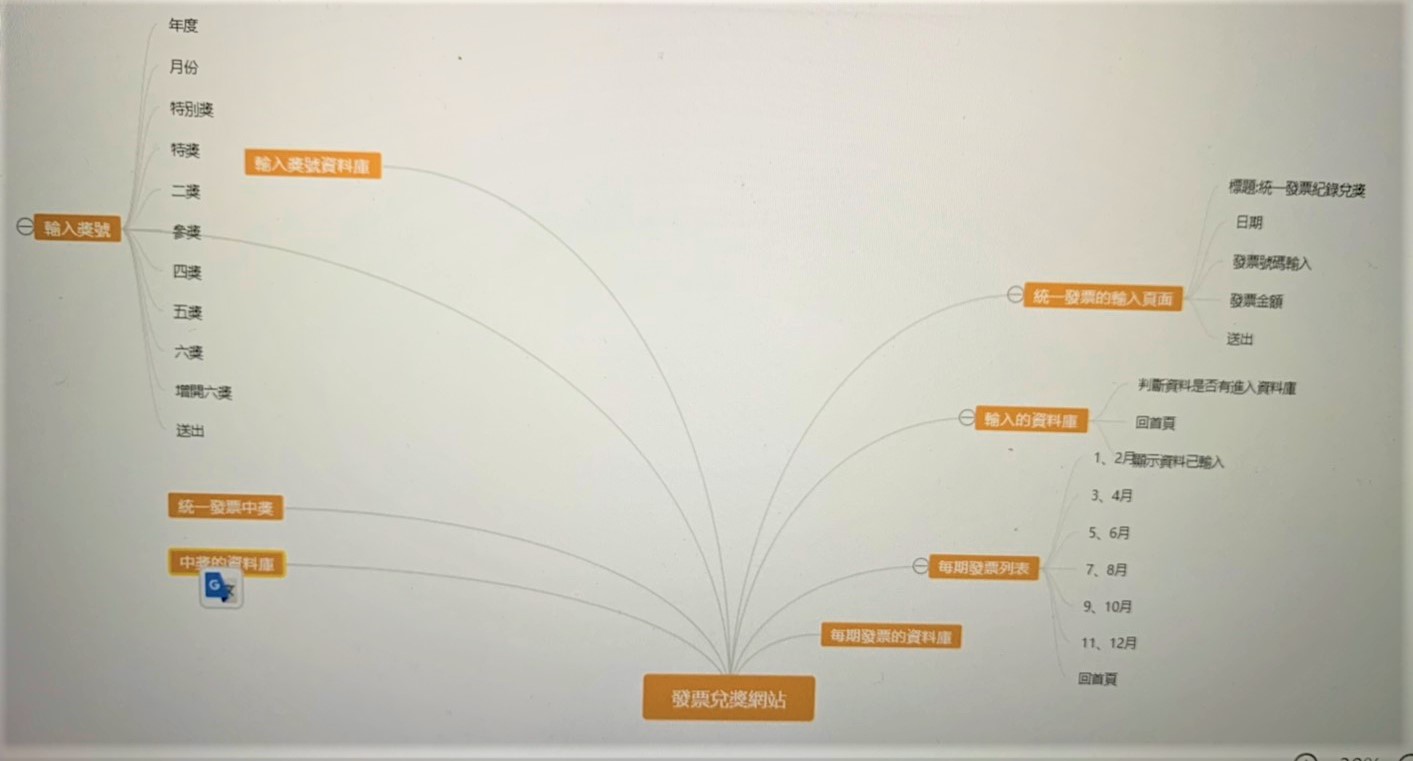 年度
月份
特別獎
特獎
二獎
參獎
四獎
五獎
六獎
增開六獎
送出
輸入獎號
輸入獎號資料庫
統一發票中獎
中獎的資料庫
標題:統一發票紀錄兌獎
日期
發票號碼輸入
發票金額
送出
統一發票的輸入頁面
判斷資料是否有進入資料庫
回首頁
顯示資料已輸入
輸入的資料庫
1、2月
3、4月
5、6月
7、8月
9、10月
11、12月
回首頁
每期發票列表
每期發票的資料庫
發票兌獎網站